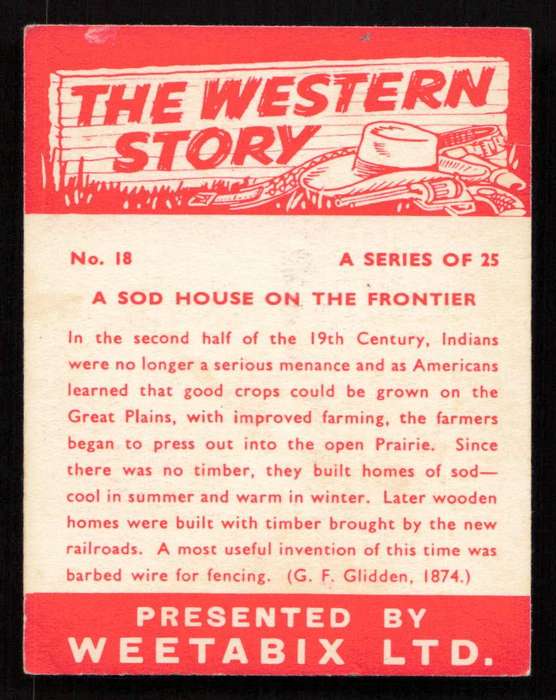 THE WESTERN
STORY
No. 18 A SERIES OF 25
A SOD HOUSE ON THE FRONTIER
In the second half of the 19th Century, Indians
were no longer a serious menance and as Americans
learned that good crops could be grown on the
Great Plains, with improved farming, the farmers
began to press out into the open Prairie. Since
there was no timber, they built homes of sod—
cool in summer and warm in winter. Later wooden
homes were built with timber brought by the new
railroads. A most useful invention of this time was
barbed wire for fencing. (G. F. Glidden, 1874.)
PRESENTED BY
WEETABIX LTD.